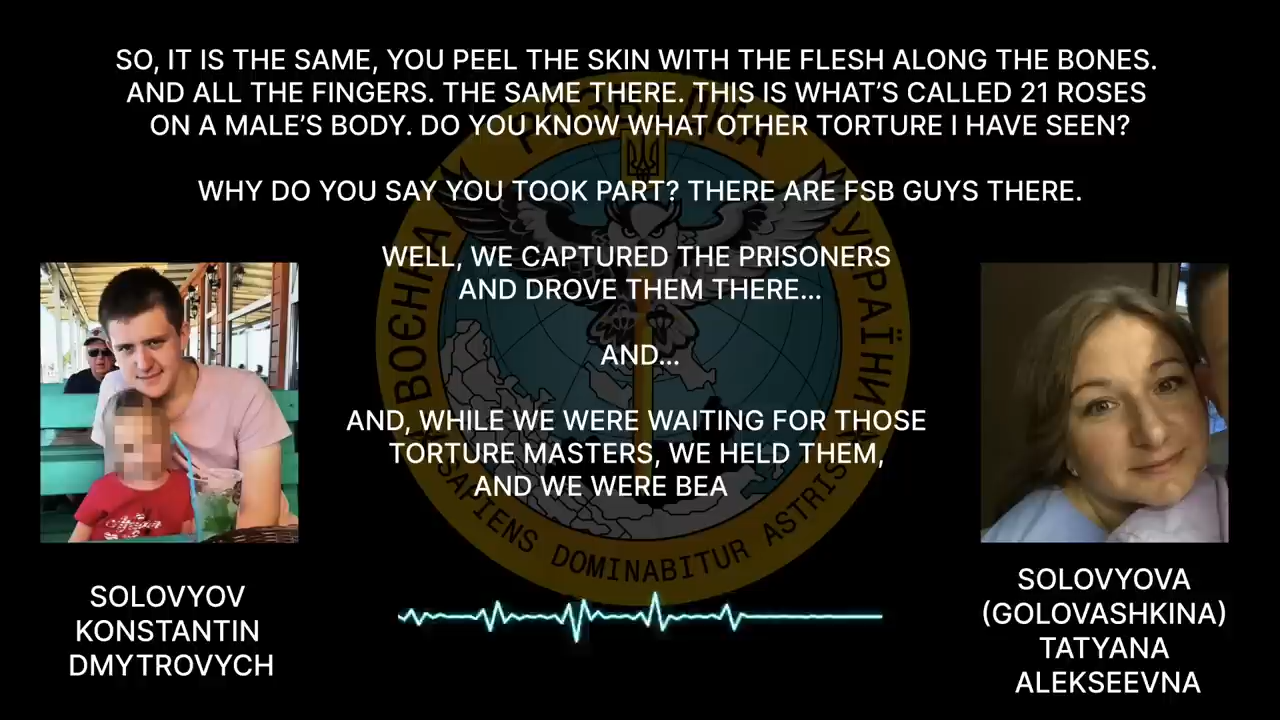 SO, IT IS THE SAME, YOU PEEL THE SKIN WITH THE FLESH ALONG THE BONES.
AND ALL THE FINGERS. THE SAME THERE. THIS IS WHAT’S CALLED 21 ROSES
ON A MALE’S BODY. DO YOU KNOW WHAT OTHER TORTURE I HAVE SEEN?
WHY DO YOU SAY YOU TOOK PART? THERE ARE FSB GUYS THERE.
WELL, WE CAPTURED THE PRISONERS
AND DROVE THEM THERE...
AND...
AND, WHILE WE WERE WAITING FOR THOSE
TORTURE MASTERS, WE HELD THEM,
AND WE WERE BEA
ВОЄННА РОЗВІДКА УКРАЇНИ
SAPIENS DOMINABITUR ASTRIS
SOLOVYOV
KONSTANTIN
DMYTROVYCH
SOLOVYOVA
(GOLOVASHKINA)
TATYANA
ALEKSEEVNA